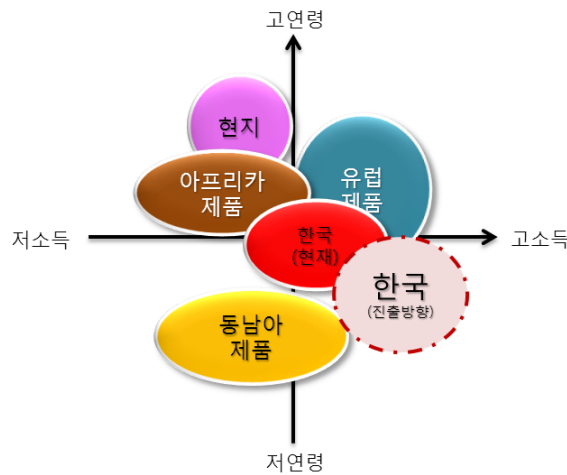 고연령
현지
아프리카
제품
유럽
제품
저소득
한국
(현재)
고소득
한국
(진출방향)
동남아
제품
저연령